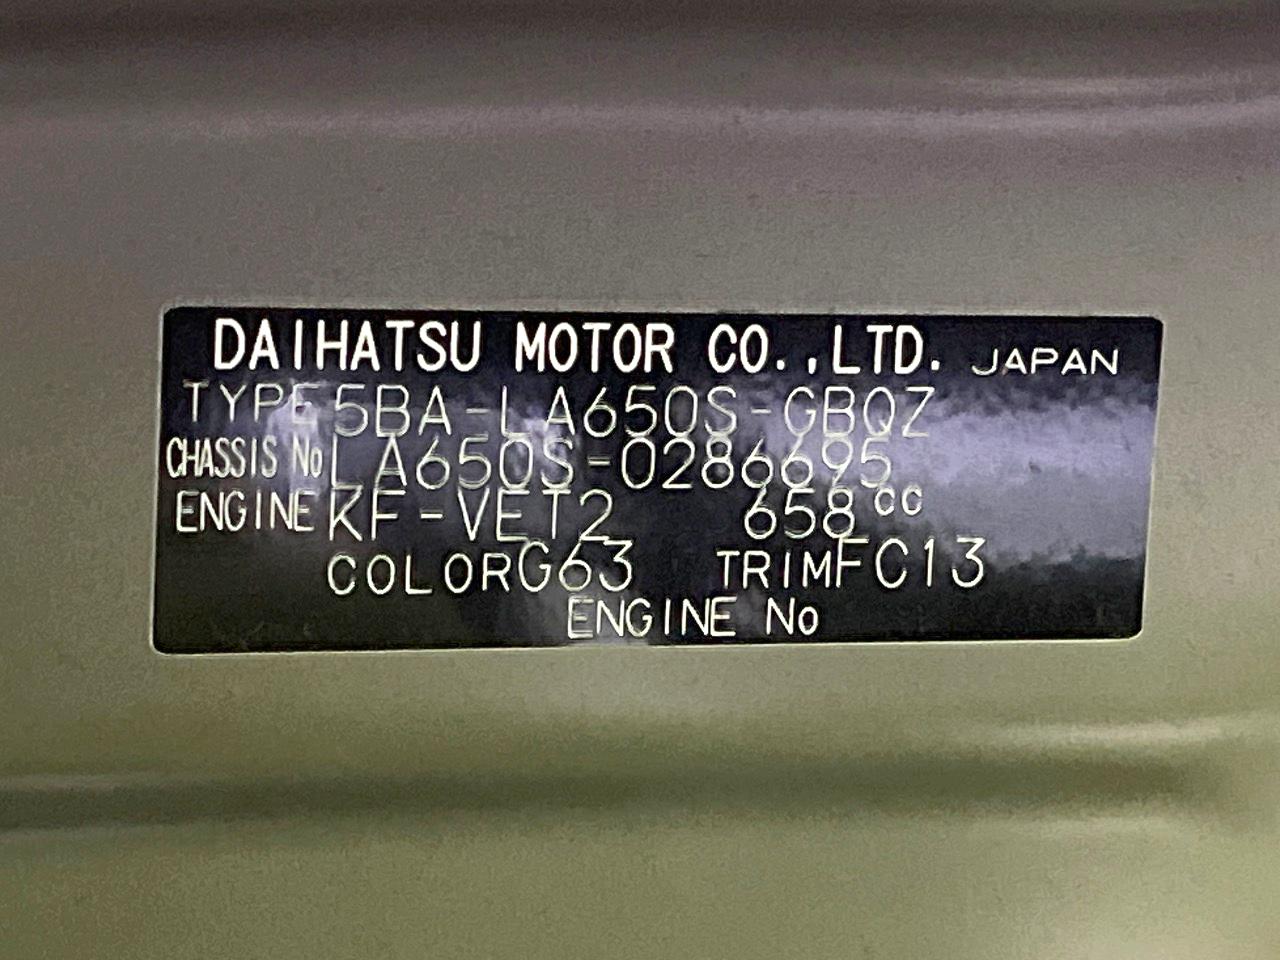 DAIHATSU MOTOR CO.,LTD. JAPAN
TYPE 5BA-LA650S-GBQZ
CHASSIS No LA650S-0286695
ENGINE KF-VET2 658cc
COLOR G63 TRIM FC13
ENGINE No